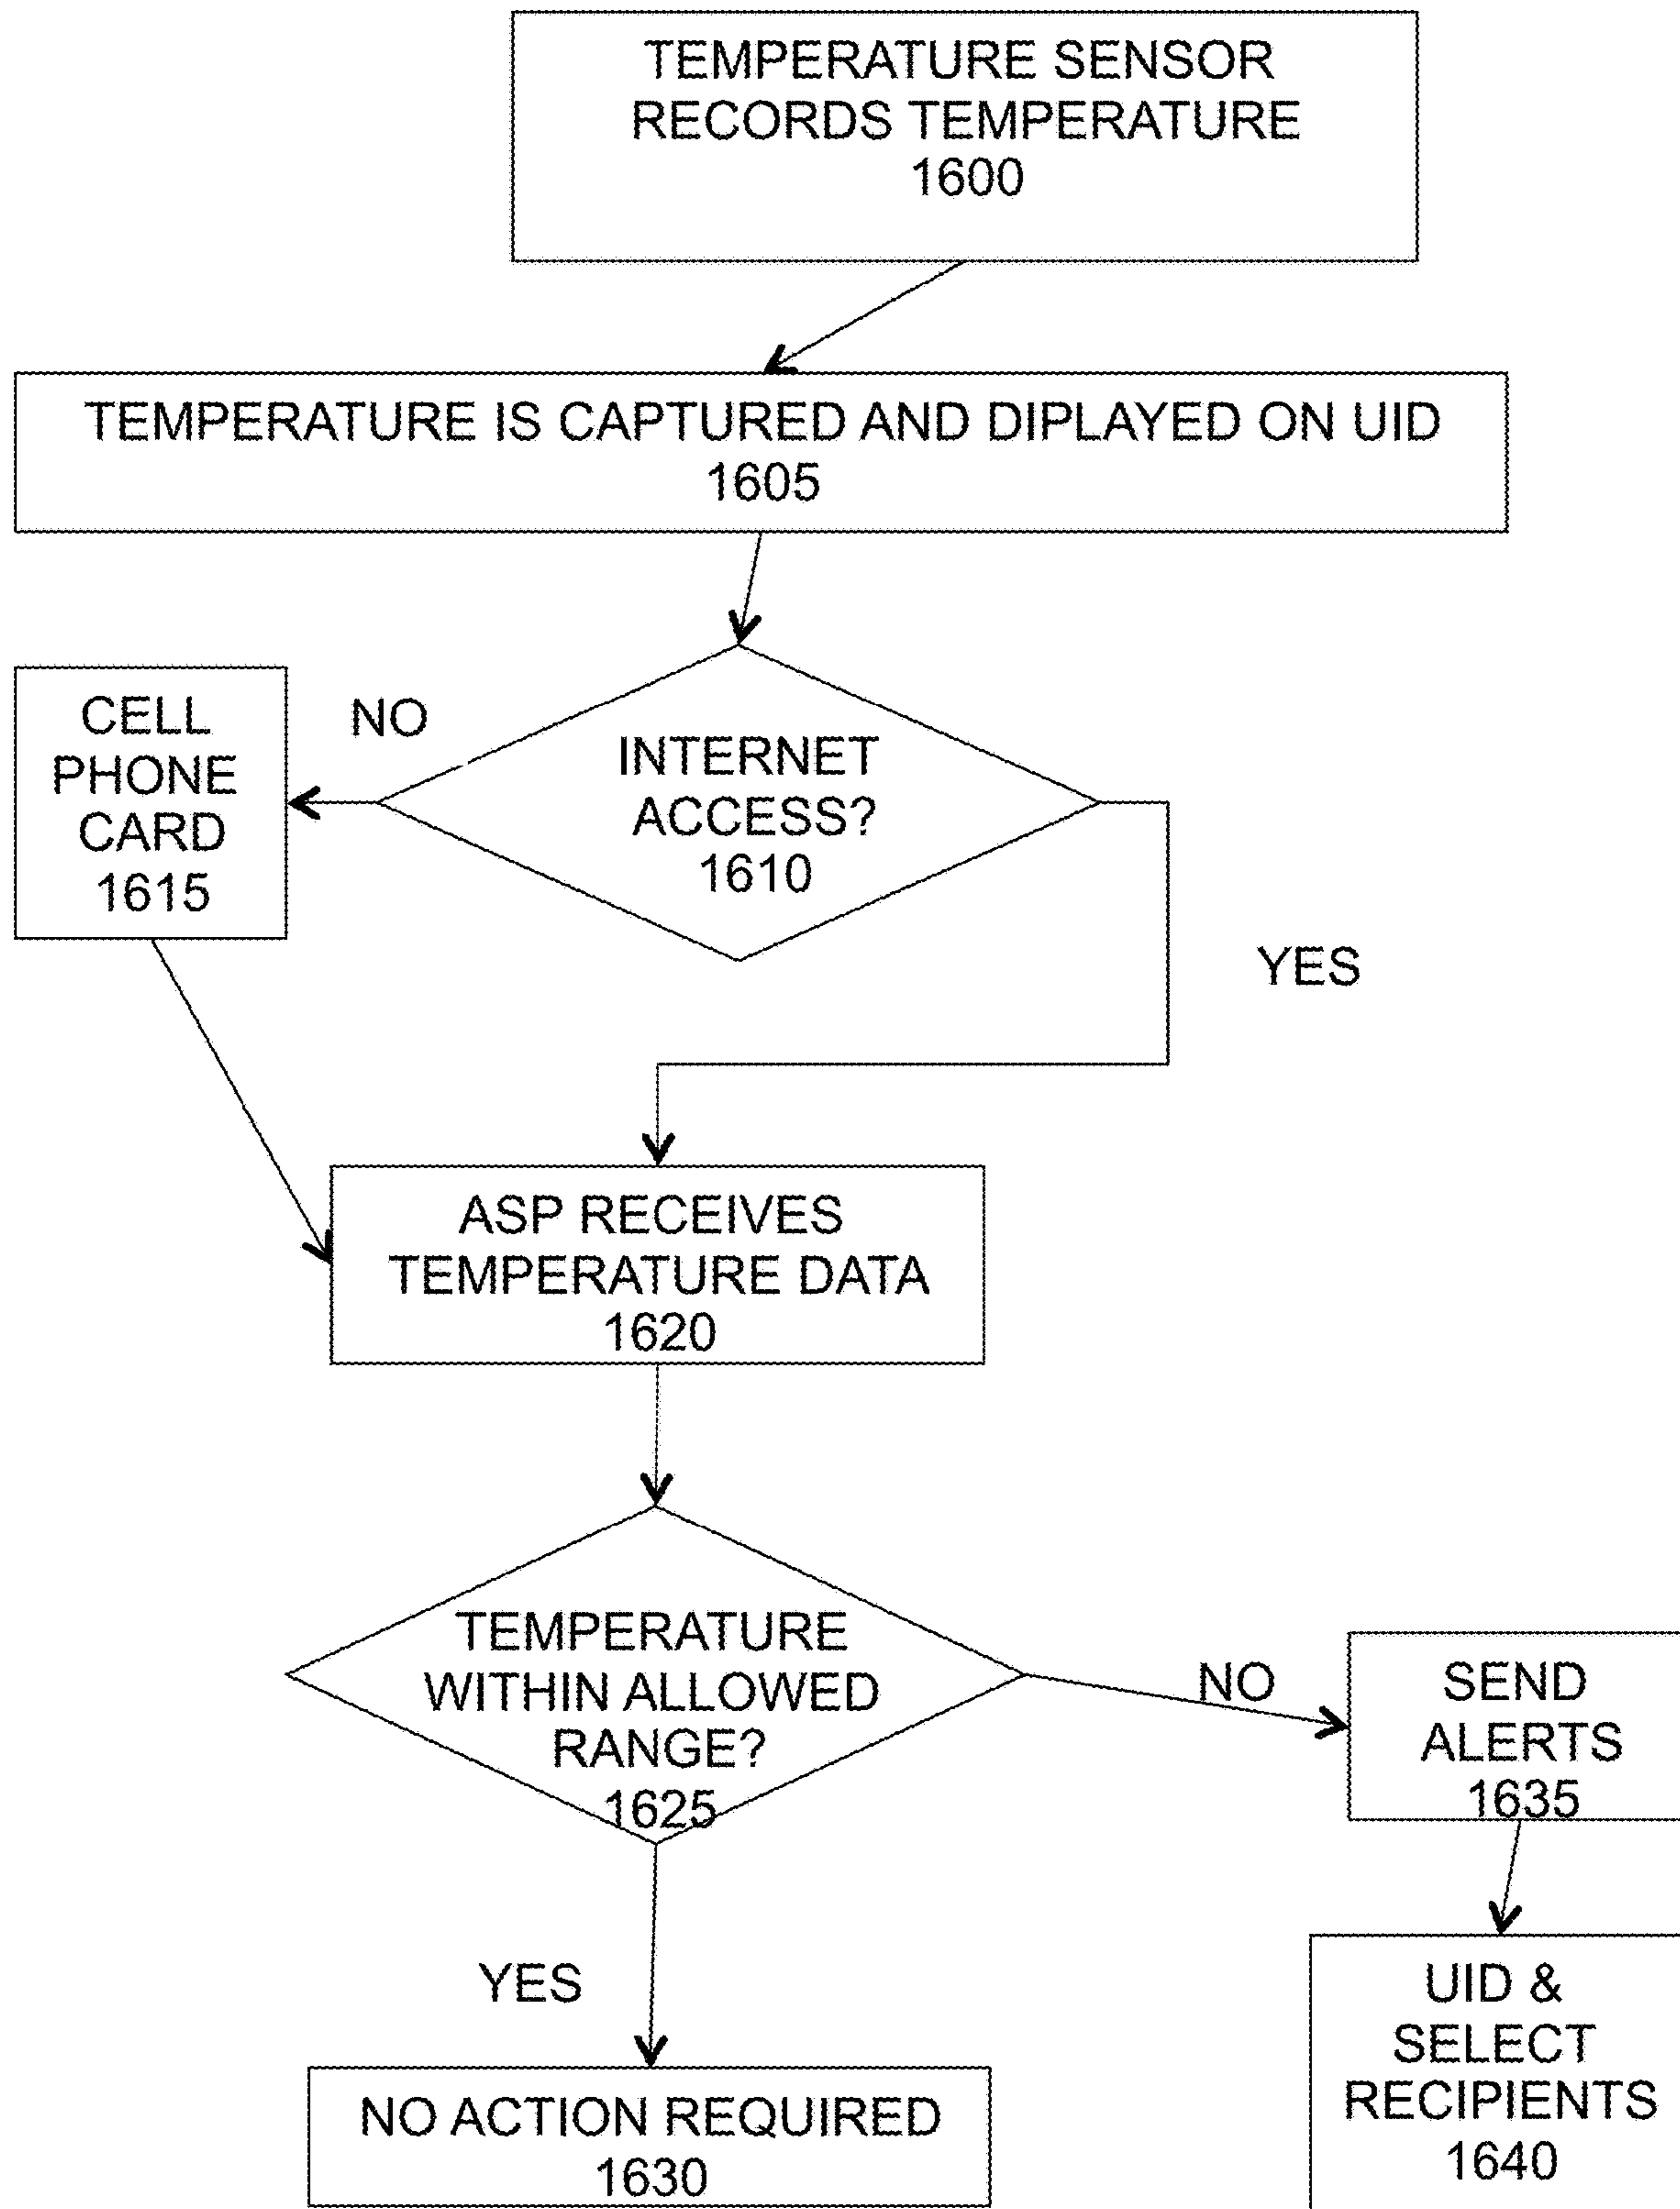 TEMPERATURE SENSOR
RECORDS TEMPERATURE
1600
TEMPERATURE IS CAPTURED AND DIPLAYED ON UID
1605
CELL
PHONE
CARD
1615
NO
INTERNET
ACCESS?
1610
YES
ASP RECEIVES
TEMPERATURE DATA
1620
TEMPERATURE
WITHIN ALLOWED
RANGE?
1625
NO
SEND
ALERTS
1635
YES
UID &
SELECT
RECIPIENTS
1640
NO ACTION REQUIRED
1630